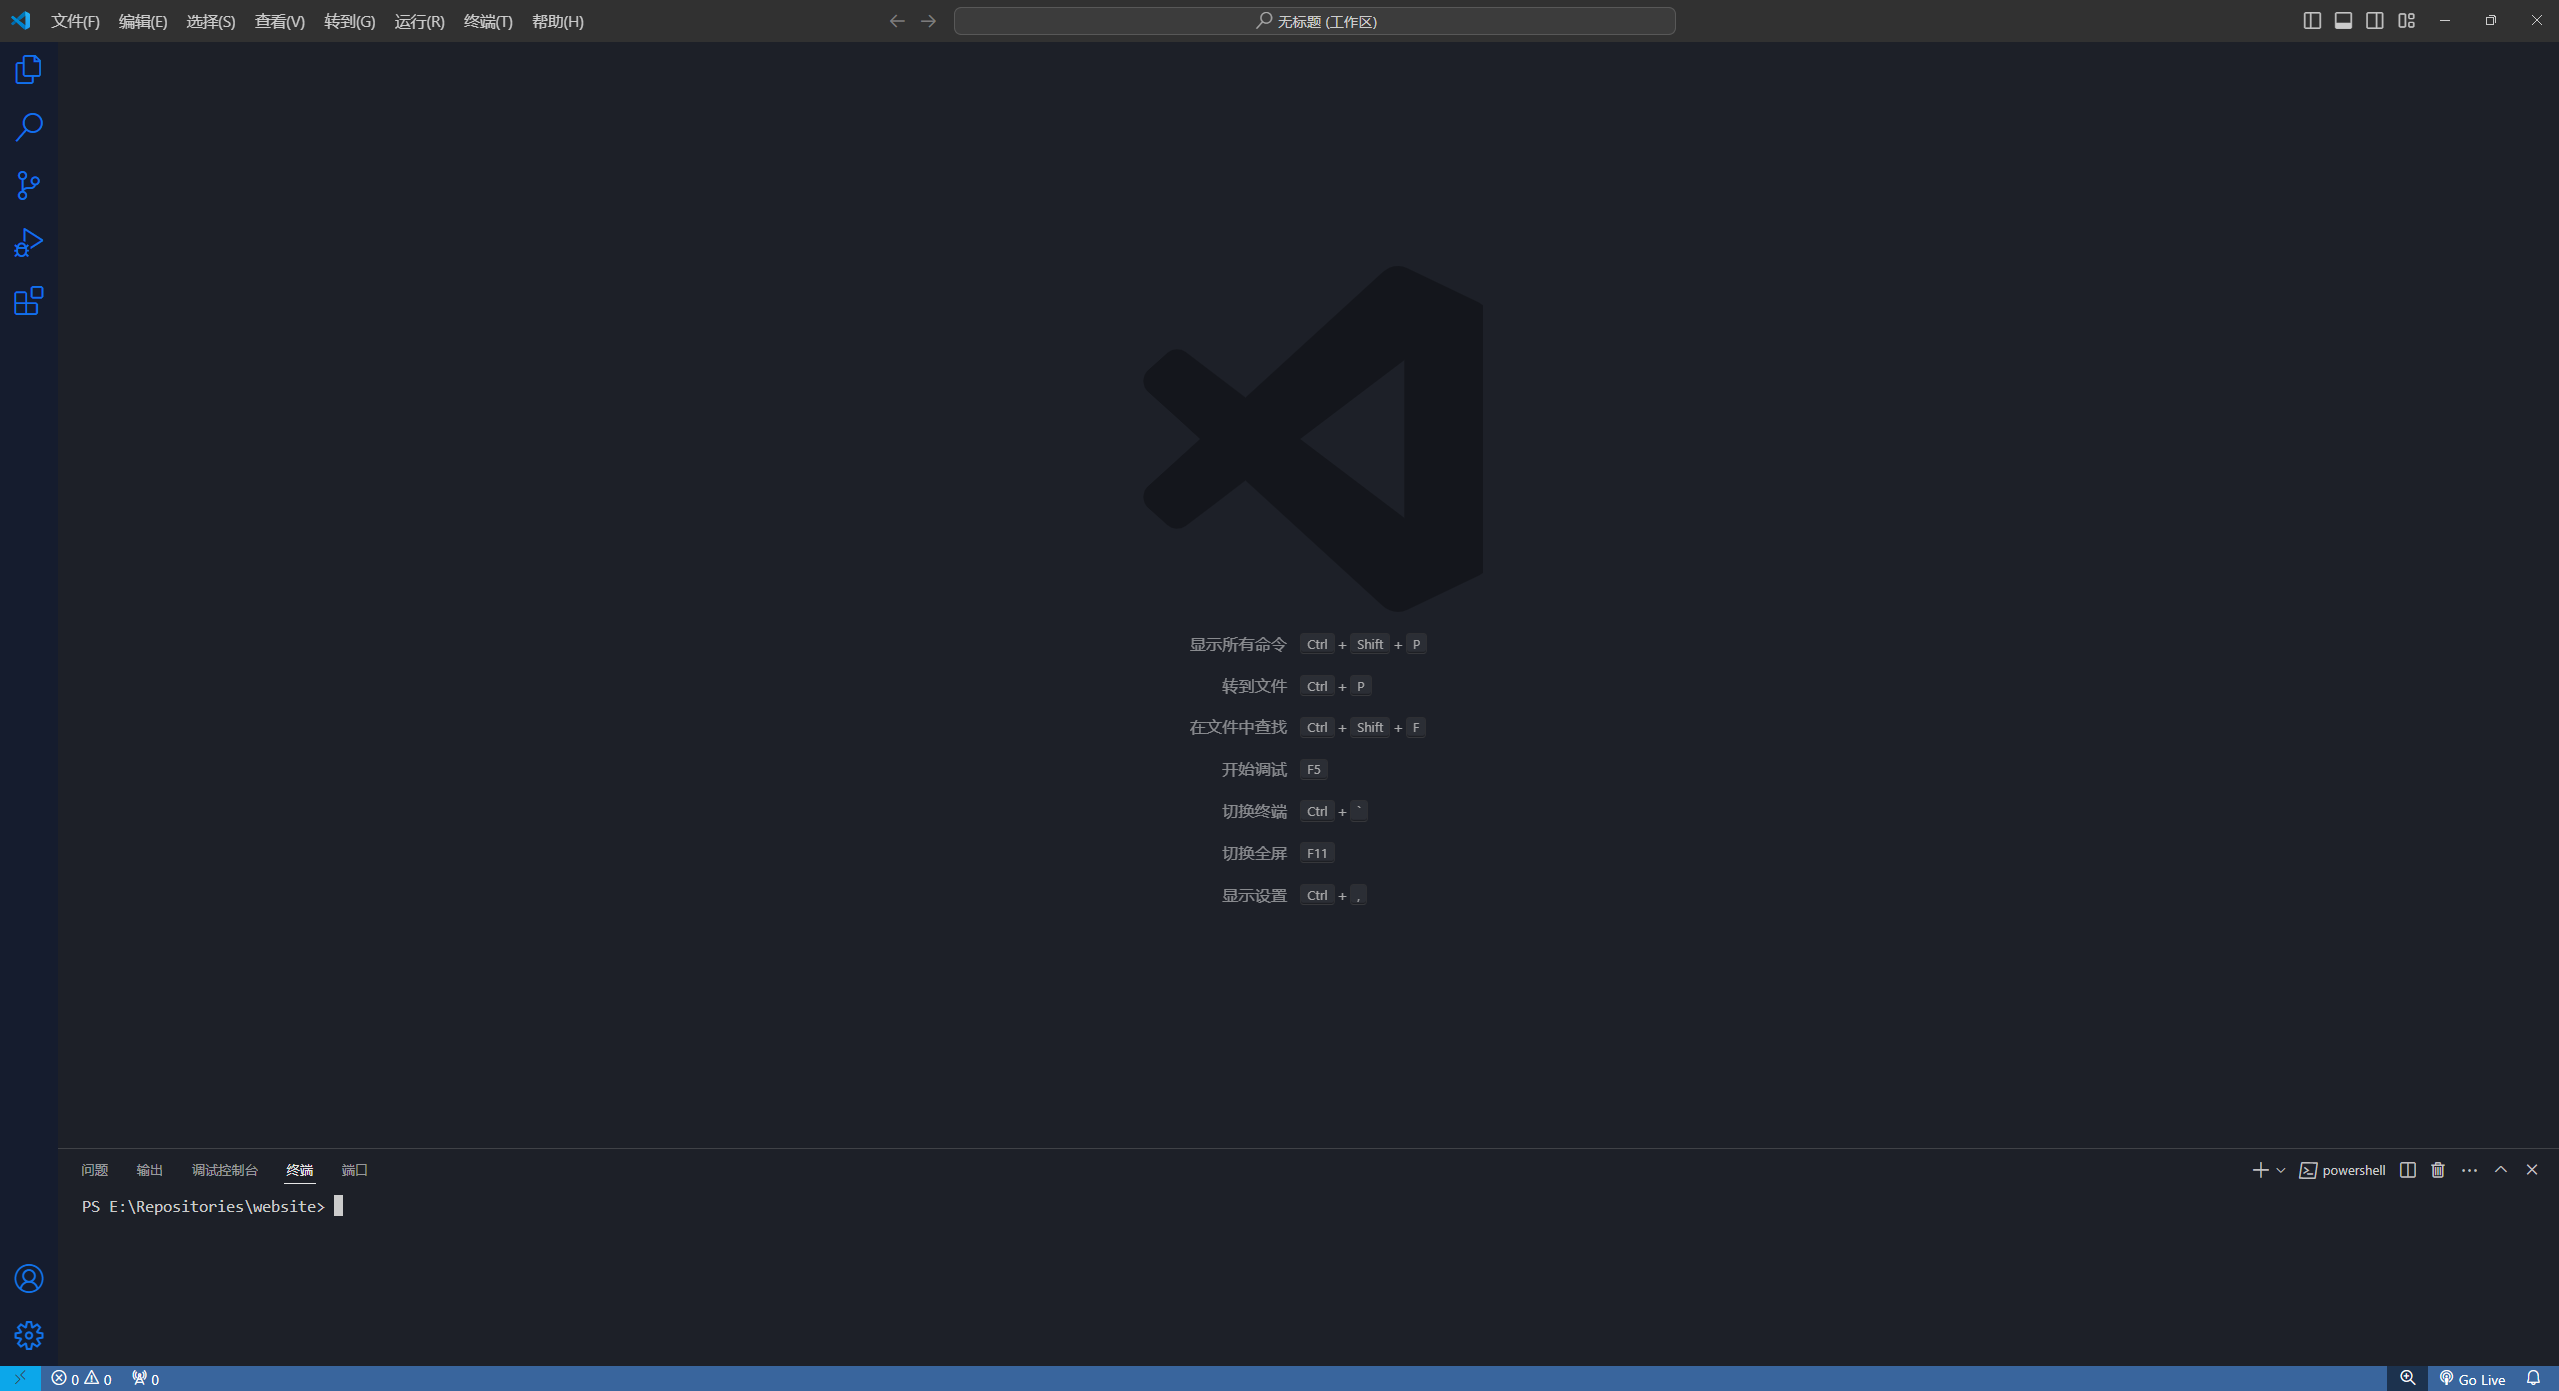 文件(F) 编辑(E) 选择(S) 查看(V) 转到(G) 运行(R) 终端(T) 帮助(H) 无标题 (工作区)
显示所有命令 Ctrl + Shift + P
转到文件 Ctrl + P
在文件中查找 Ctrl + Shift + F
开始调试 F5
切换终端 Ctrl + `
切换全屏 F11
显示设置 Ctrl + ,
问题 输出 调试控制台 终端 端口 powershell
PS E:\Repositories\website>
0 0 0 Go Live